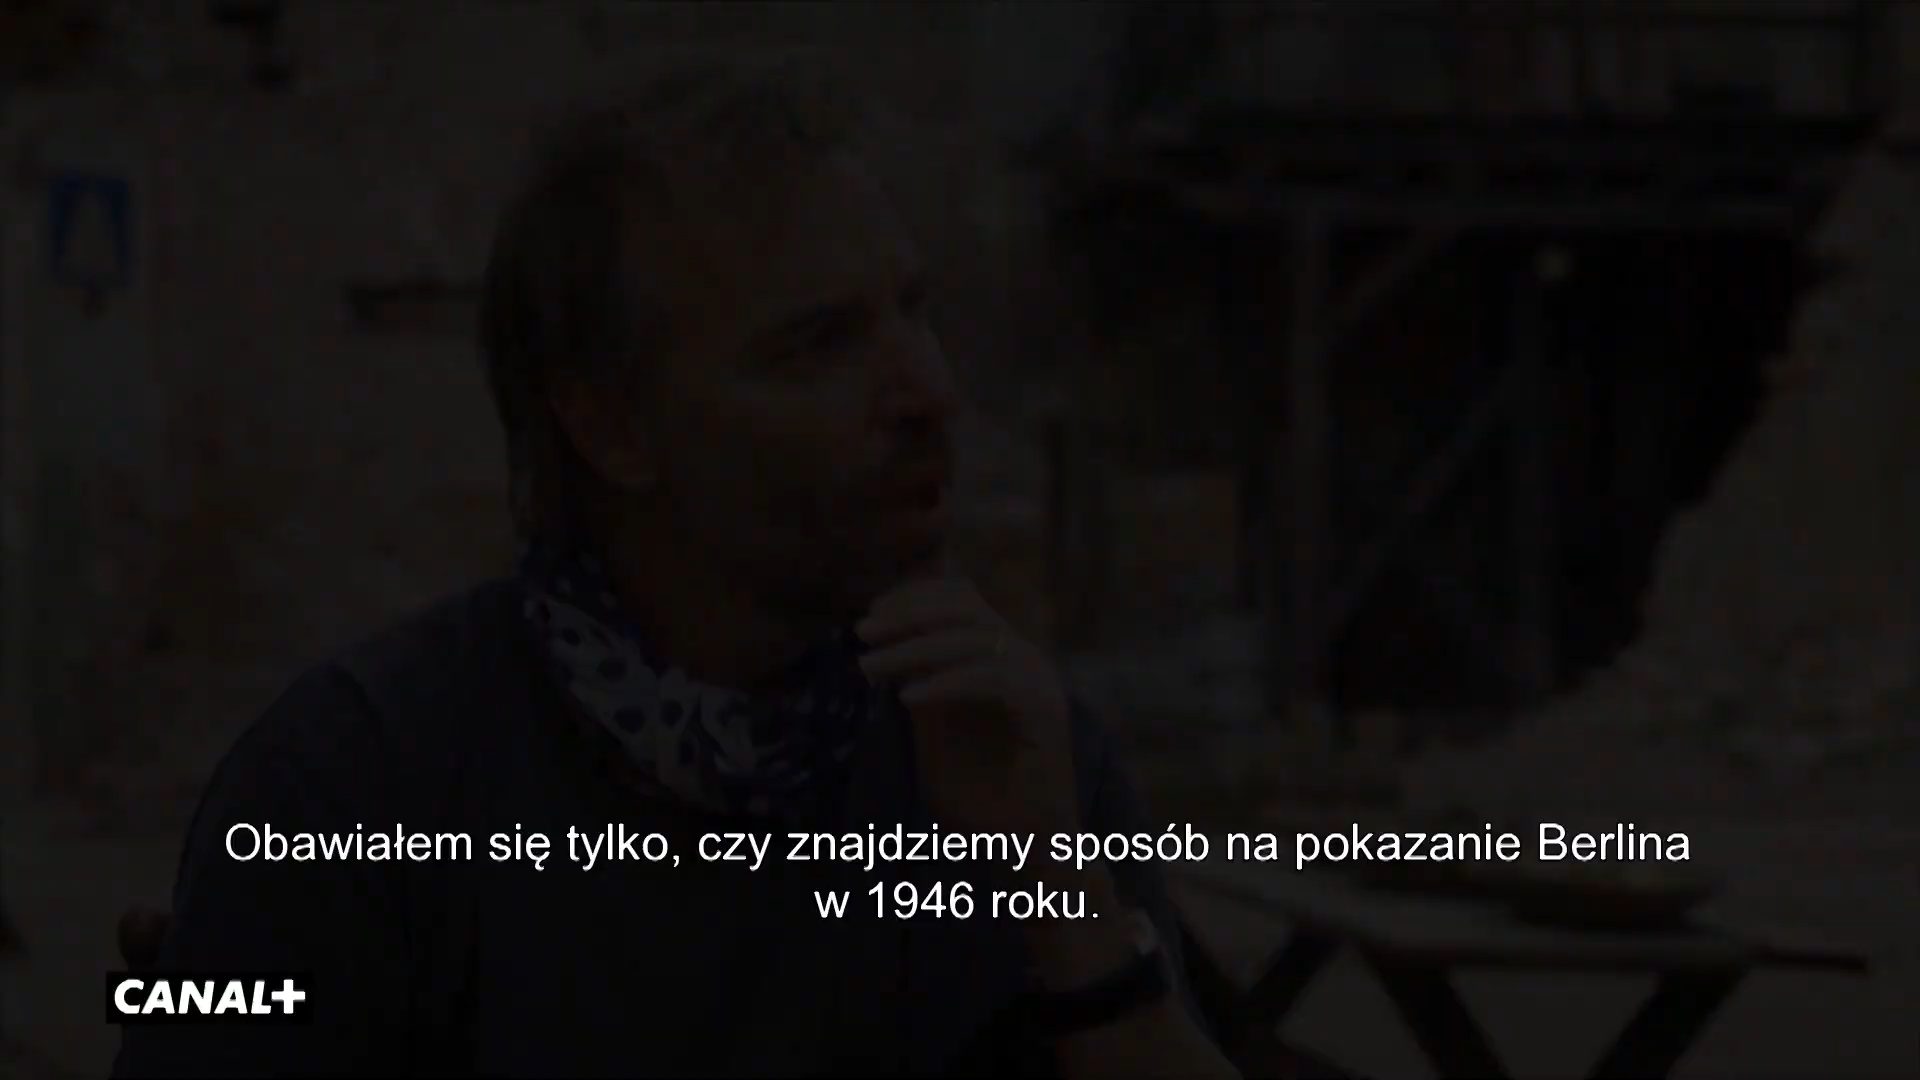 Obawiałem się tylko, czy znajdziemy sposób na pokazanie Berlina
w 1946 roku.
CANAL+